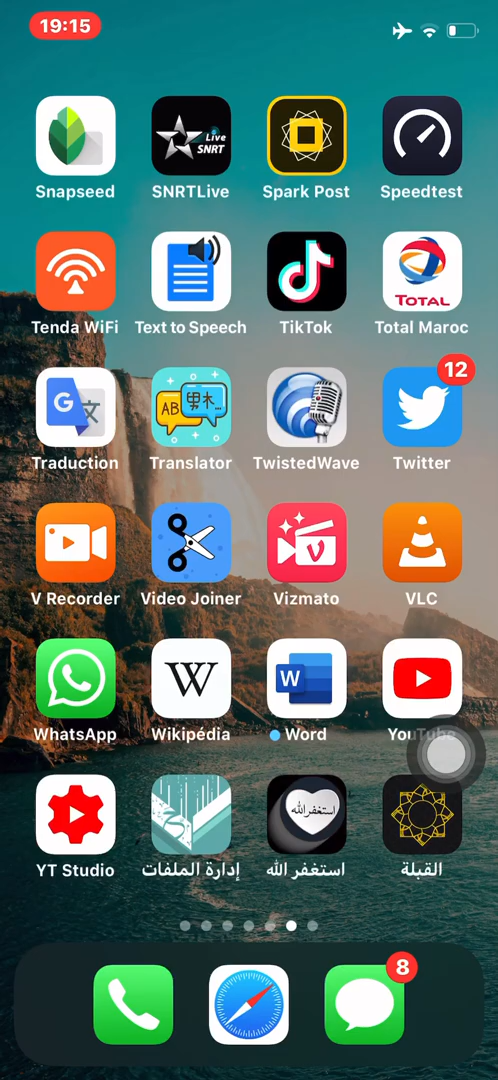 19:15
Live
SNRT
TOTAL
Snapseed SNRTLive Spark Post Speedtest
Tenda WiFi Text to Speech TikTok Total Maroc
12
G 文
AB
Traduction Translator TwistedWave Twitter
V
V Recorder Video Joiner Vizmato VLC
W W
WhatsApp Wikipédia Word YouTube
استغفر الله
YT Studio إدارة الملفات استغفر الله القبلة
8